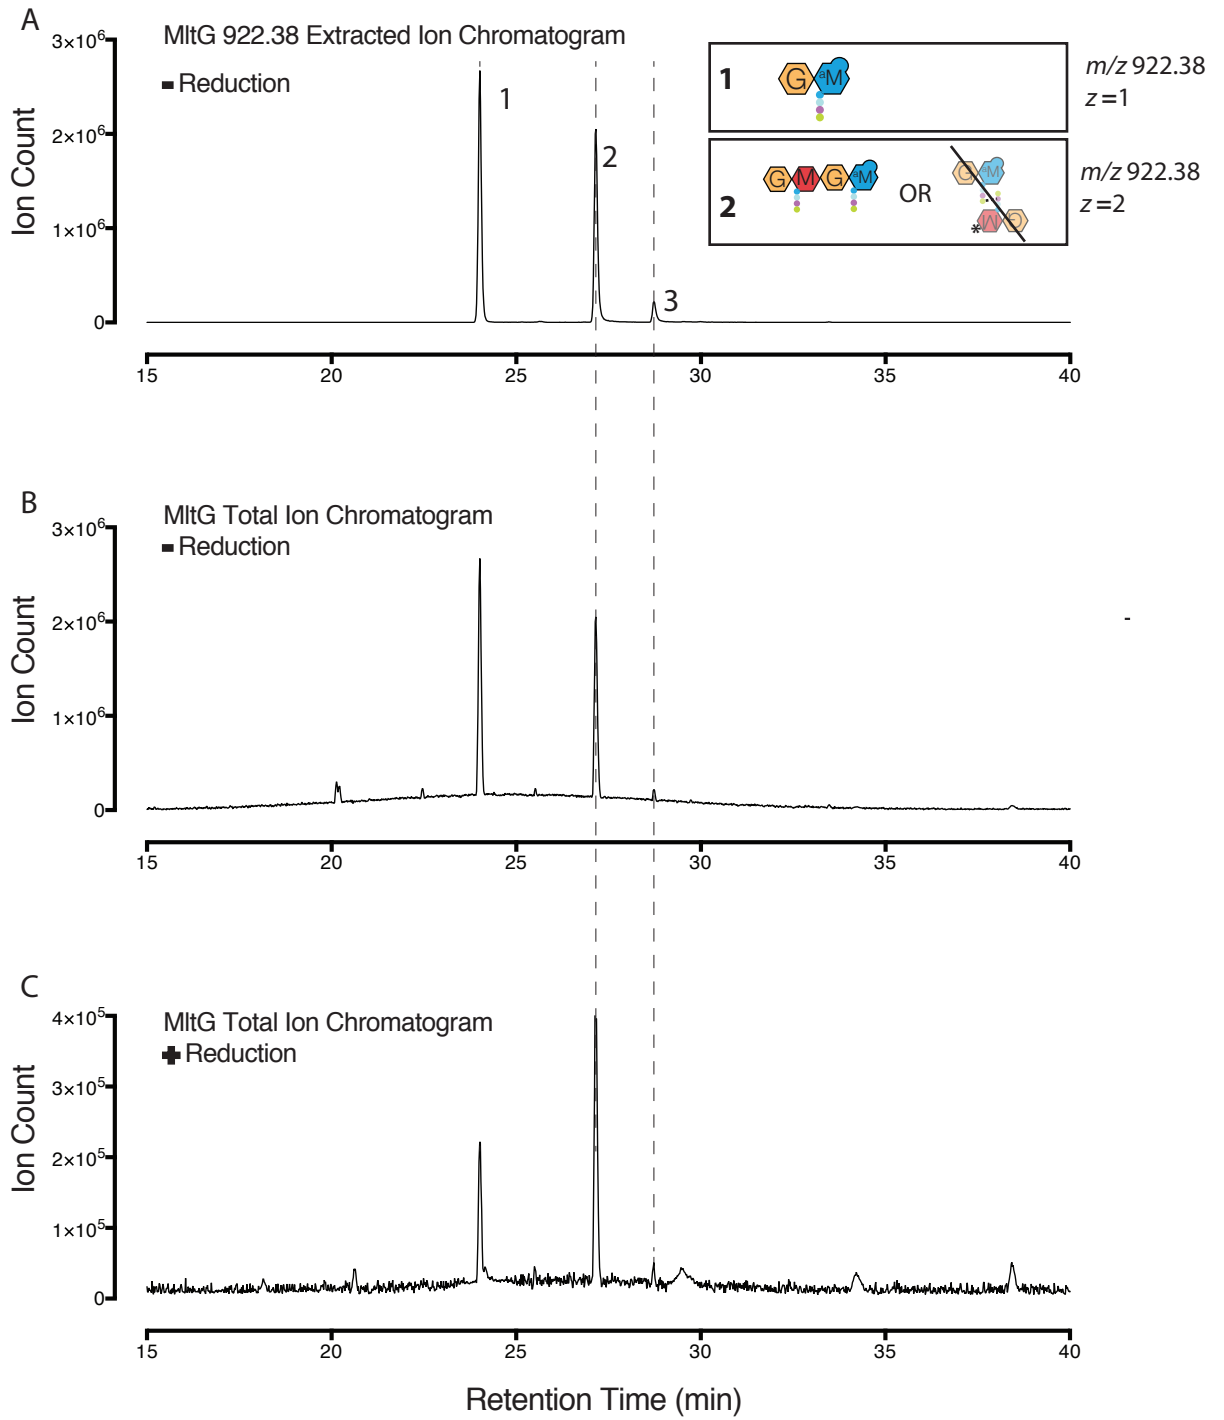 A
MltG 922.38 Extracted Ion Chromatogram
- Reduction
Ion Count
3×10⁶
2×10⁶
1×10⁶
0
1
2
3
1
G ᵃM
m/z 922.38
z=1
2
G M G ᵃM OR G ᵃM
* M G
m/z 922.38
z=2
15 20 25 30 35 40
B
MltG Total Ion Chromatogram
- Reduction
Ion Count
3×10⁶
2×10⁶
1×10⁶
0
-
15 20 25 30 35 40
C
MltG Total Ion Chromatogram
+ Reduction
Ion Count
4×10⁵
3×10⁵
2×10⁵
1×10⁵
0
15 20 25 30 35 40
Retention Time (min)